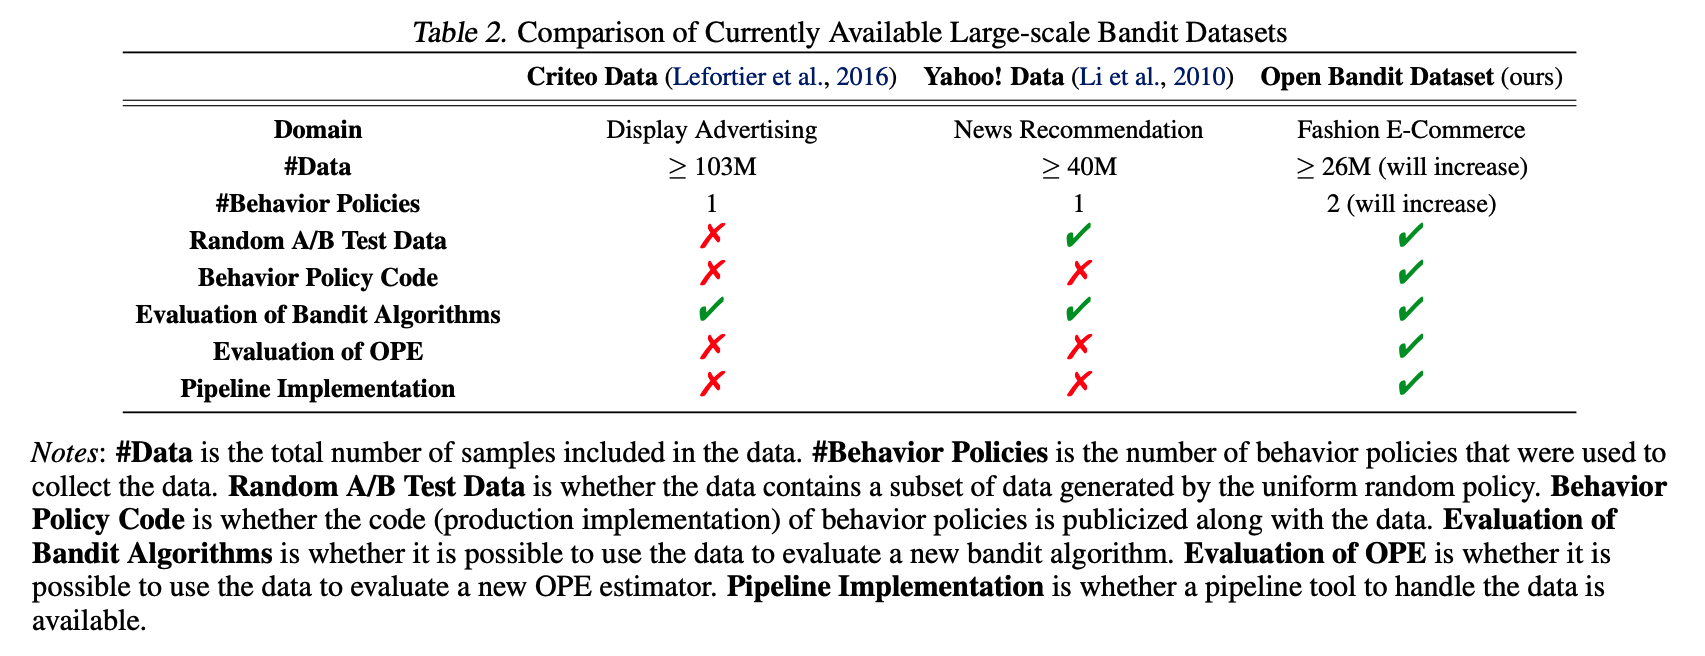 Table 2. Comparison of Currently Available Large-scale Bandit Datasets
Criteo Data (Lefortier et al., 2016) Yahoo! Data (Li et al., 2010) Open Bandit Dataset (ours)
Domain Display Advertising News Recommendation Fashion E-Commerce
#Data ≥ 103M ≥ 40M ≥ 26M (will increase)
#Behavior Policies 1 1 2 (will increase)
Random A/B Test Data ✗ ✓ ✓
Behavior Policy Code ✗ ✗ ✓
Evaluation of Bandit Algorithms ✓ ✓ ✓
Evaluation of OPE ✗ ✗ ✓
Pipeline Implementation ✗ ✗ ✓
Notes: #Data is the total number of samples included in the data. #Behavior Policies is the number of behavior policies that were used to
collect the data. Random A/B Test Data is whether the data contains a subset of data generated by the uniform random policy. Behavior
Policy Code is whether the code (production implementation) of behavior policies is publicized along with the data. Evaluation of
Bandit Algorithms is whether it is possible to use the data to evaluate a new bandit algorithm. Evaluation of OPE is whether it is
possible to use the data to evaluate a new OPE estimator. Pipeline Implementation is whether a pipeline tool to handle the data is
available.